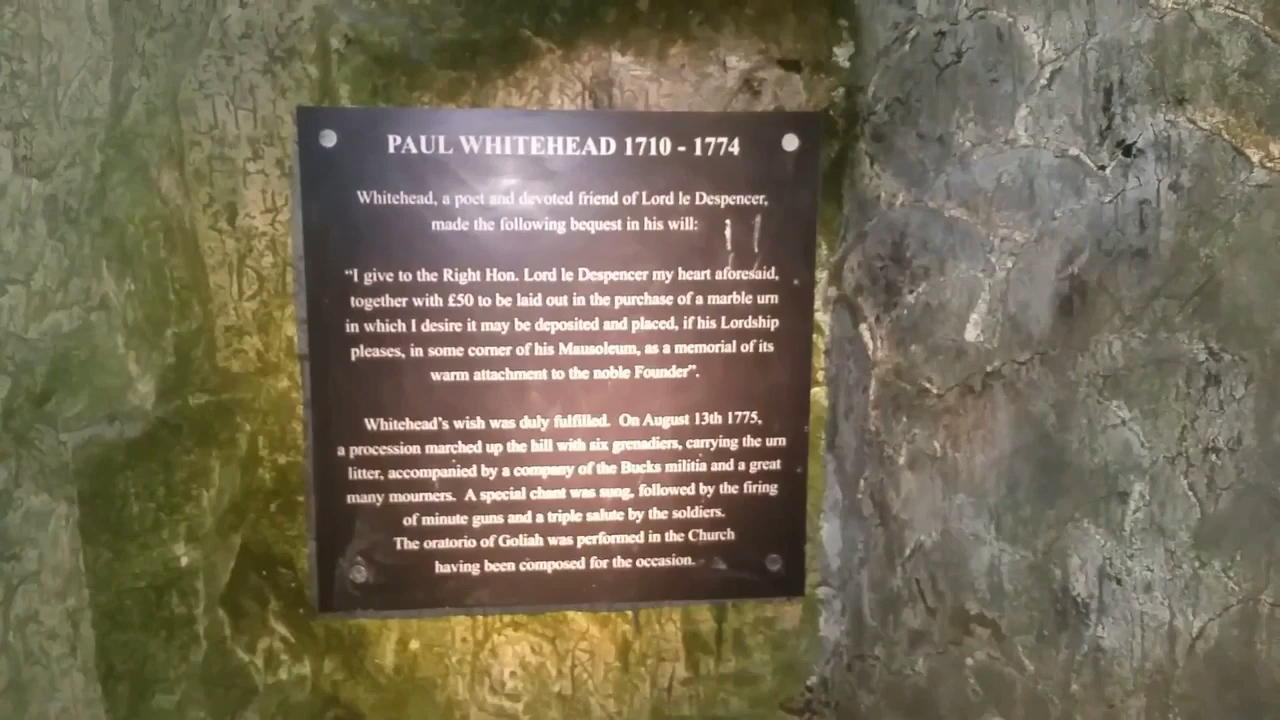 PAUL WHITEHEAD 1710 - 1774
Whitehead, a poet and devoted friend of Lord le Despencer,
made the following bequest in his will:
“I give to the Right Hon. Lord le Despencer my heart aforesaid,
together with £50 to be laid out in the purchase of a marble urn
in which I desire it may be deposited and placed, if his Lordship
pleases, in some corner of his Mausoleum, as a memorial of its
warm attachment to the noble Founder”.
Whitehead's wish was duly fulfilled. On August 13th 1775,
a procession marched up the hill with six grenadiers, carrying the urn
litter, accompanied by a company of the Bucks militia and a great
many mourners. A special chant was sung, followed by the firing
of minute guns and a triple salute by the soldiers.
The oratorio of Goliah was performed in the Church
having been composed for the occasion.